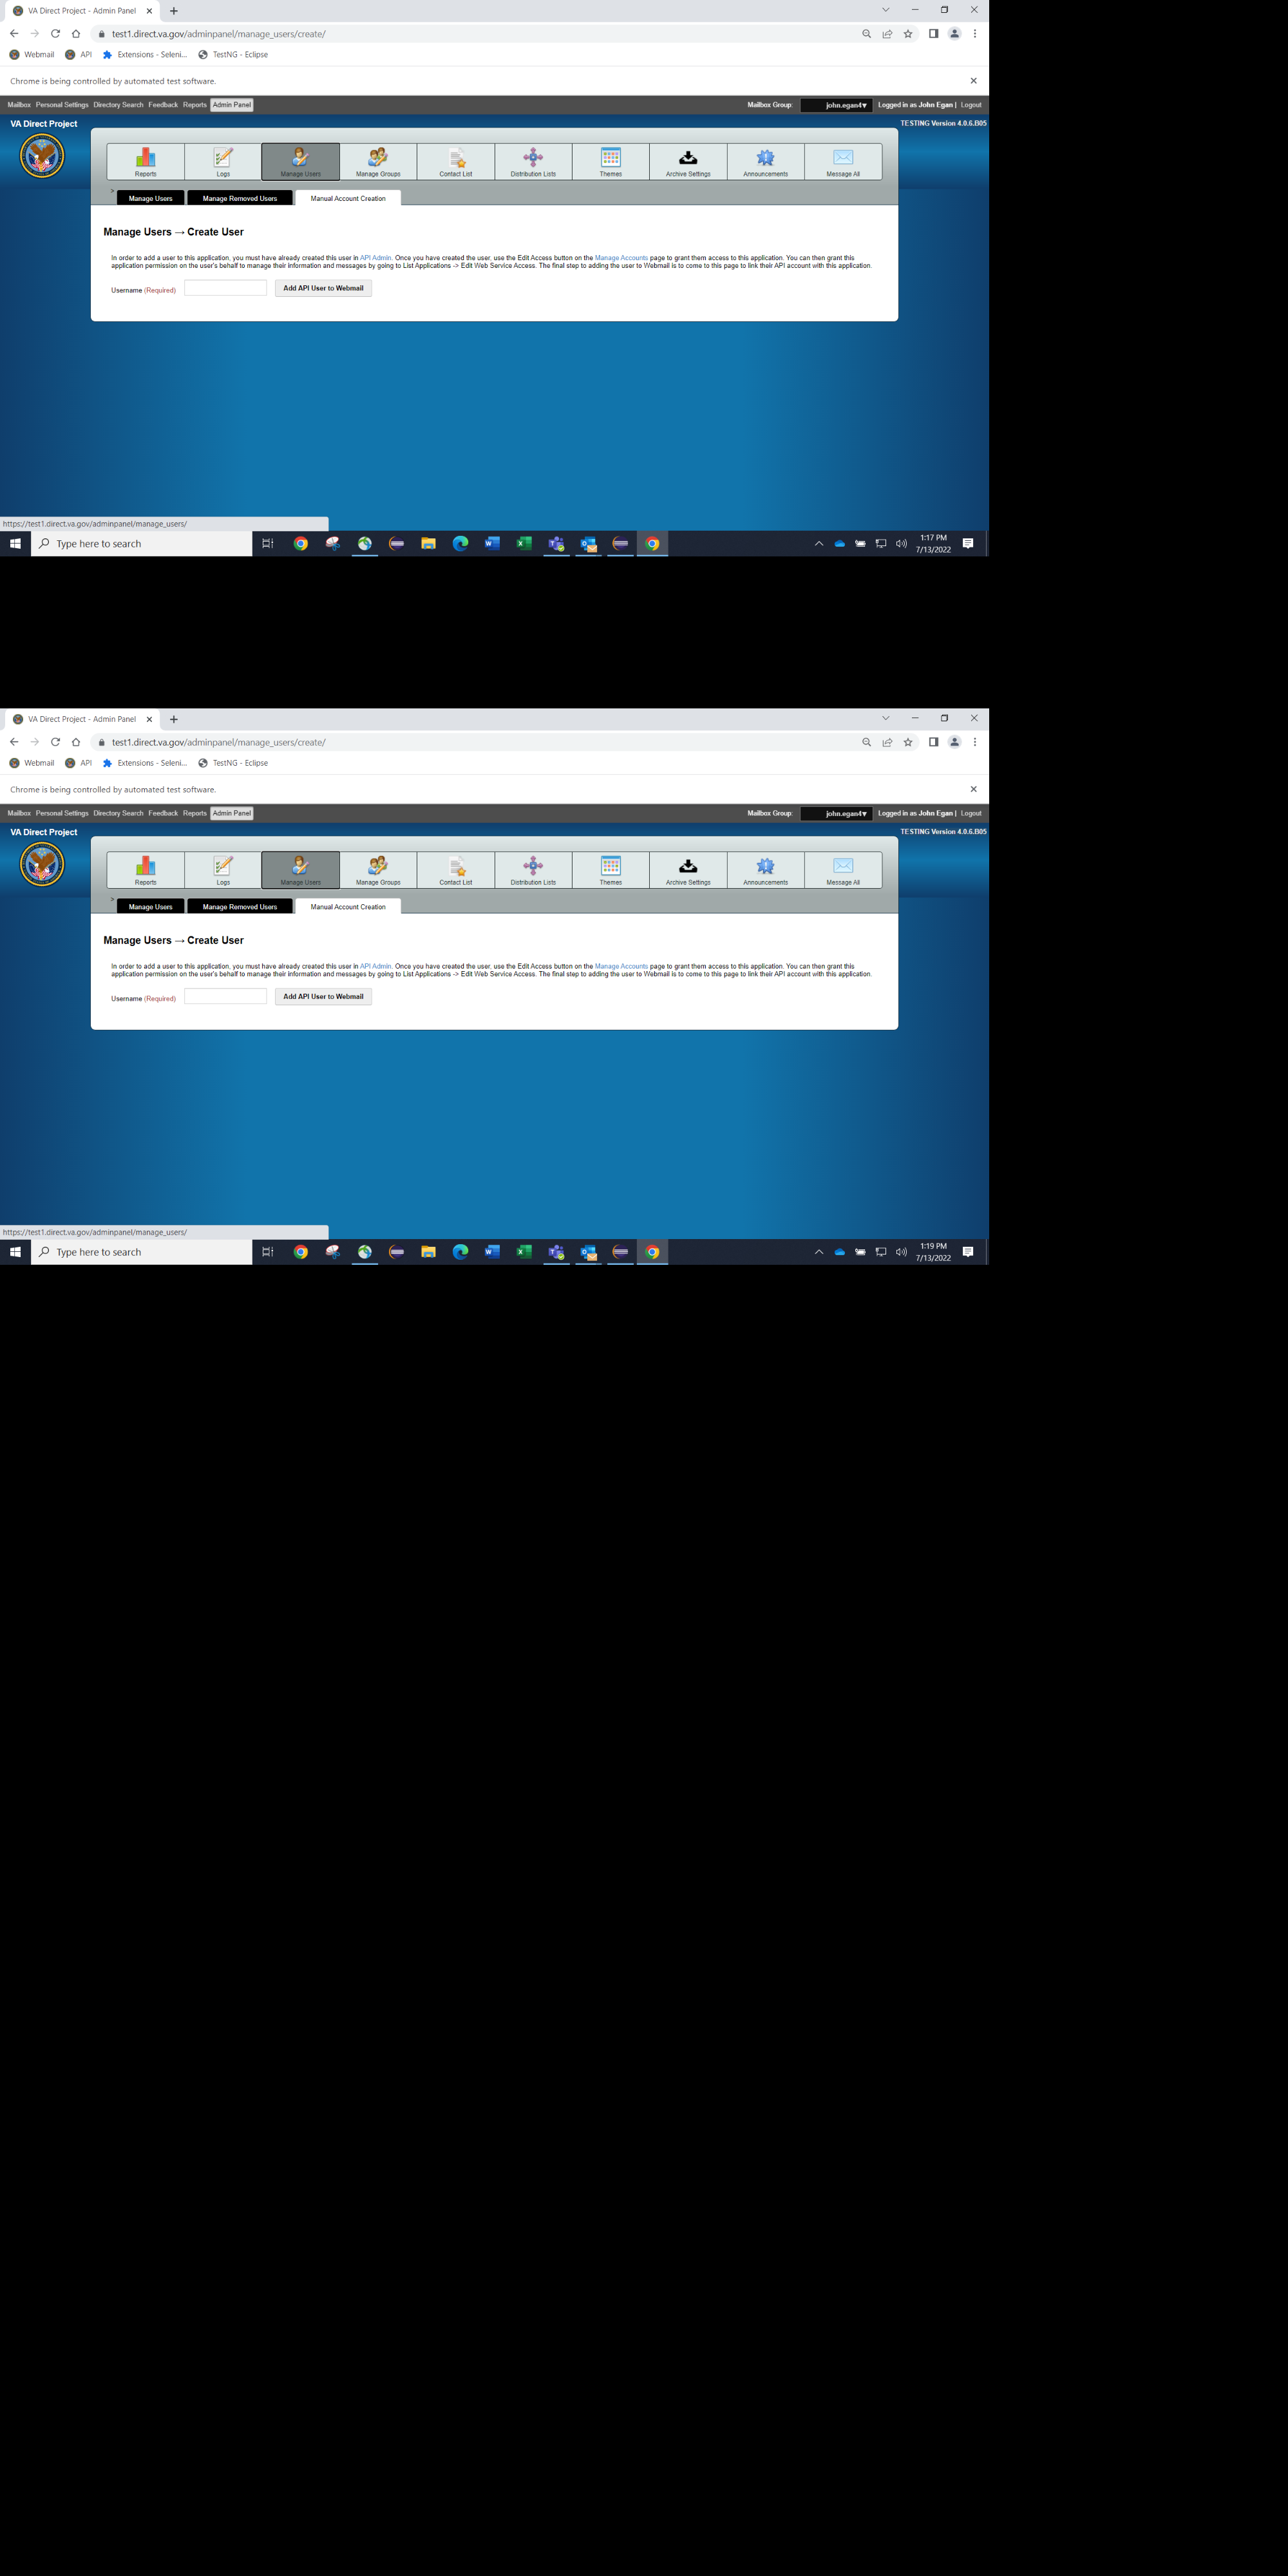 VA Direct Project - Admin Panel
test1.direct.va.gov/adminpanel/manage_users/create/
Webmail API Extensions - Seleni... TestNG - Eclipse
Chrome is being controlled by automated test software.
Mailbox Personal Settings Directory Search Feedback Reports Admin Panel Mailbox Group: john.egan4▾ Logged in as John Egan | Logout
VA Direct Project TESTING Version 4.0.6.B05
Reports Logs Manage Users Manage Groups Contact List Distribution Lists Themes Archive Settings Announcements Message All
> Manage Users Manage Removed Users Manual Account Creation
Manage Users → Create User
In order to add a user to this application, you must have already created this user in API Admin. Once you have created the user, use the Edit Access button on the Manage Accounts page to grant them access to this application. You can then grant this
application permission on the user's behalf to manage their information and messages by going to List Applications -> Edit Web Service Access. The final step to adding the user to Webmail is to come to this page to link their API account with this application.
Username (Required) Add API User to Webmail
https://test1.direct.va.gov/adminpanel/manage_users/
Type here to search 1:17 PM
7/13/2022
VA Direct Project - Admin Panel
test1.direct.va.gov/adminpanel/manage_users/create/
Webmail API Extensions - Seleni... TestNG - Eclipse
Chrome is being controlled by automated test software.
Mailbox Personal Settings Directory Search Feedback Reports Admin Panel Mailbox Group: john.egan4▾ Logged in as John Egan | Logout
VA Direct Project TESTING Version 4.0.6.B05
Reports Logs Manage Users Manage Groups Contact List Distribution Lists Themes Archive Settings Announcements Message All
> Manage Users Manage Removed Users Manual Account Creation
Manage Users → Create User
In order to add a user to this application, you must have already created this user in API Admin. Once you have created the user, use the Edit Access button on the Manage Accounts page to grant them access to this application. You can then grant this
application permission on the user's behalf to manage their information and messages by going to List Applications -> Edit Web Service Access. The final step to adding the user to Webmail is to come to this page to link their API account with this application.
Username (Required) Add API User to Webmail
https://test1.direct.va.gov/adminpanel/manage_users/
Type here to search 1:19 PM
7/13/2022